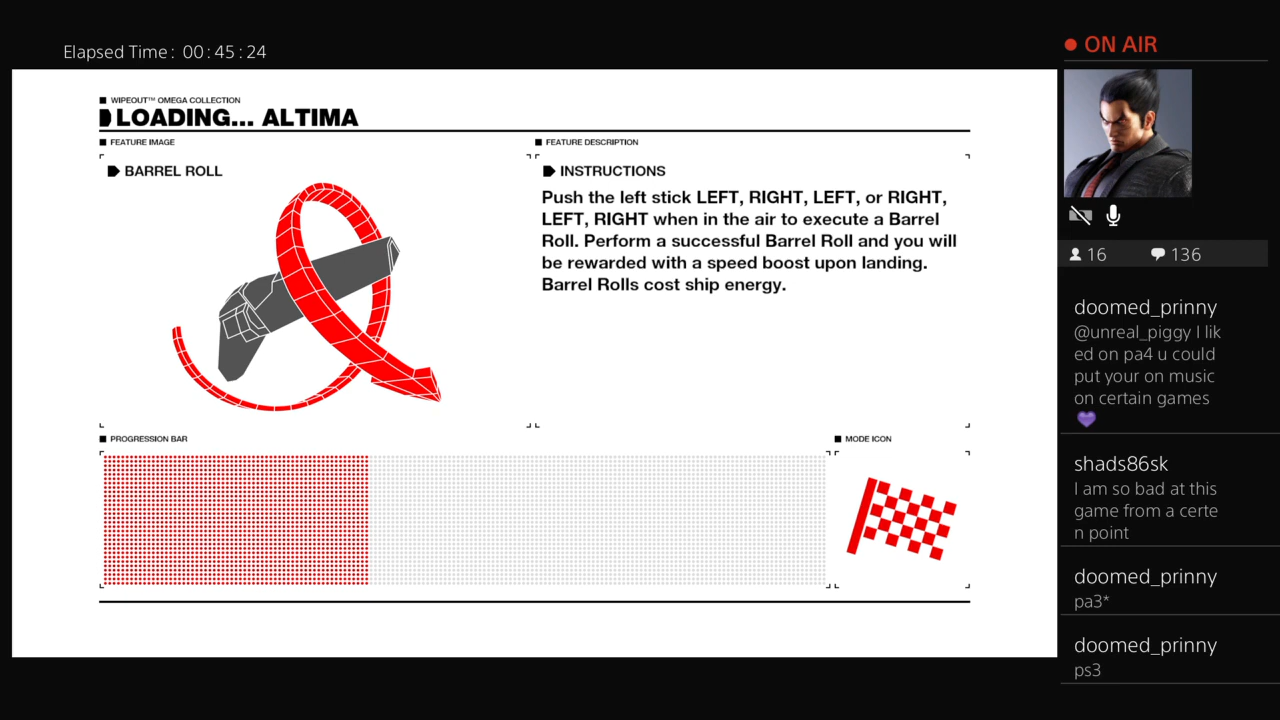 Elapsed Time: 00:45:24
ON AIR
WIPEOUT™ OMEGA COLLECTION
LOADING... ALTIMA
FEATURE IMAGE
BARREL ROLL
FEATURE DESCRIPTION
INSTRUCTIONS
Push the left stick LEFT, RIGHT, LEFT, or RIGHT,
LEFT, RIGHT when in the air to execute a Barrel
Roll. Perform a successful Barrel Roll and you will
be rewarded with a speed boost upon landing.
Barrel Rolls cost ship energy.
PROGRESSION BAR
MODE ICON
16 136
doomed_prinny
@unreal_piggy I lik
ed on pa4 u could
put your on music
on certain games
💜
shads86sk
I am so bad at this
game from a certe
n point
doomed_prinny
pa3*
doomed_prinny
ps3